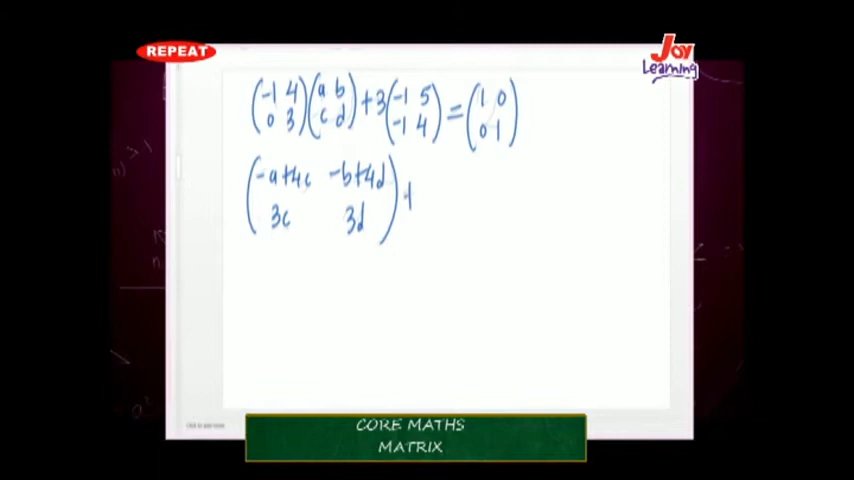 REPEAT
Joy
Learning
(-1 4
0 3)(a b
c d) + 3(-1 5
-1 4) = (1 0
0 1)
(-a+4c -b+4d
3c 3d) +
CORE MATHS
MATRIX